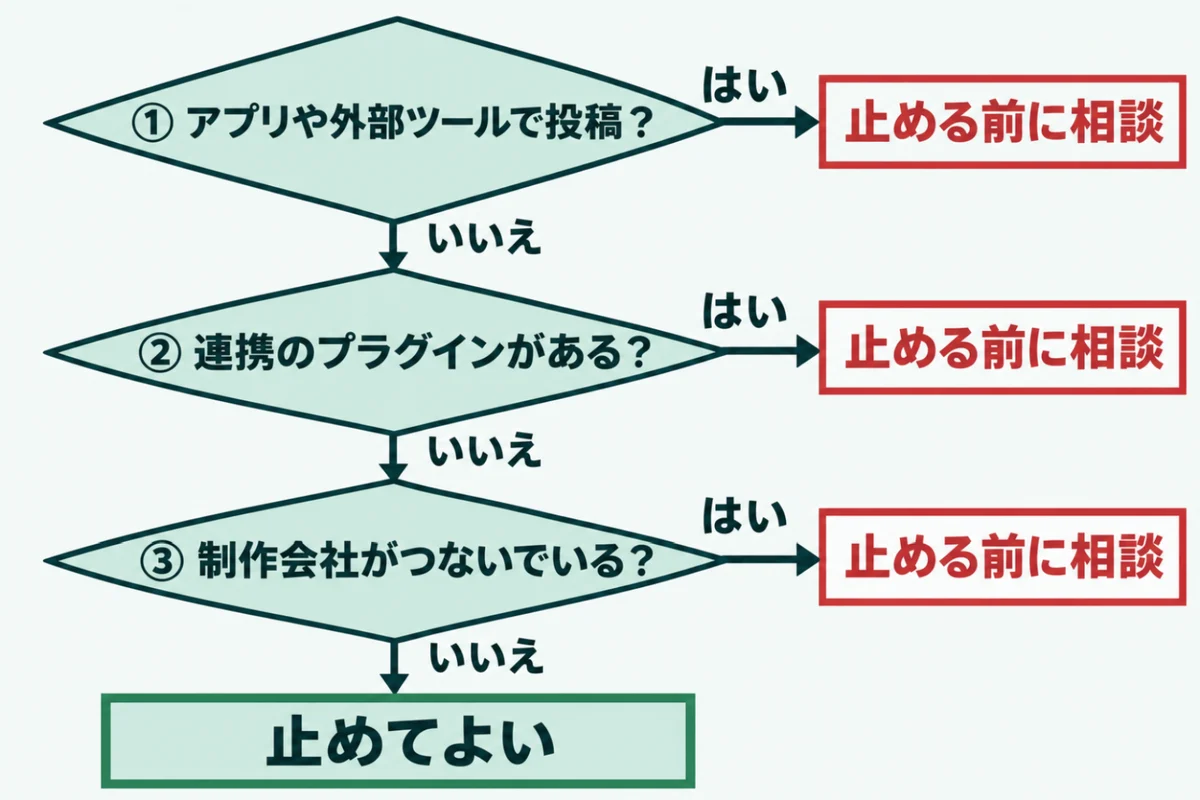 ① アプリや外部ツールで投稿？
はい
止める前に相談
いいえ
② 連携のプラグインがある？
はい
止める前に相談
いいえ
③ 制作会社がつないでいる？
はい
止める前に相談
いいえ
止めてよい